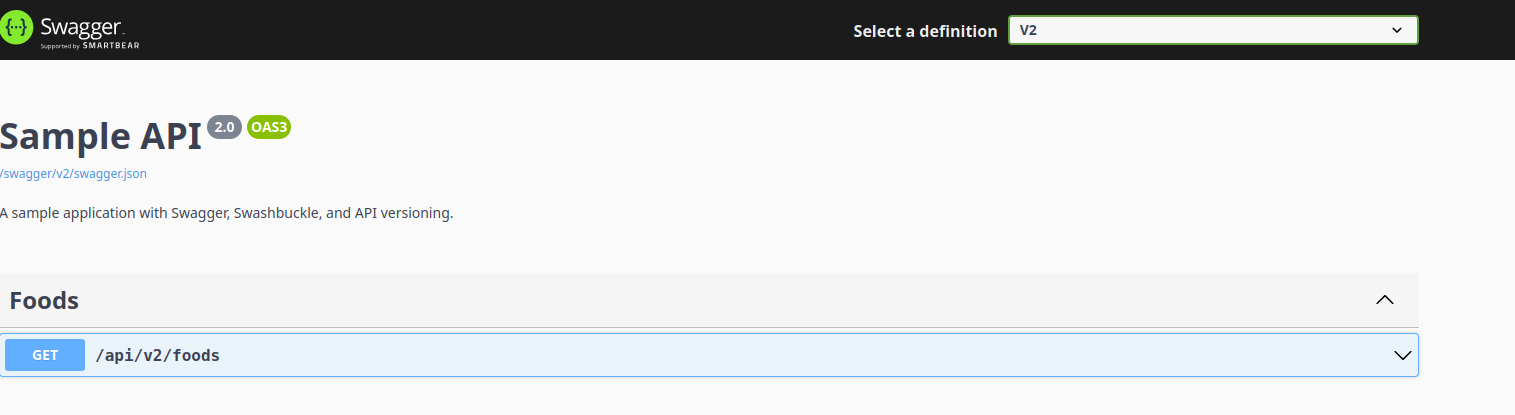 {··} Swagger.
Supported by SMARTBEAR
Select a definition V2
Sample API 2.0 OAS3
/swagger/v2/swagger.json
A sample application with Swagger, Swashbuckle, and API versioning.
Foods
GET /api/v2/foods